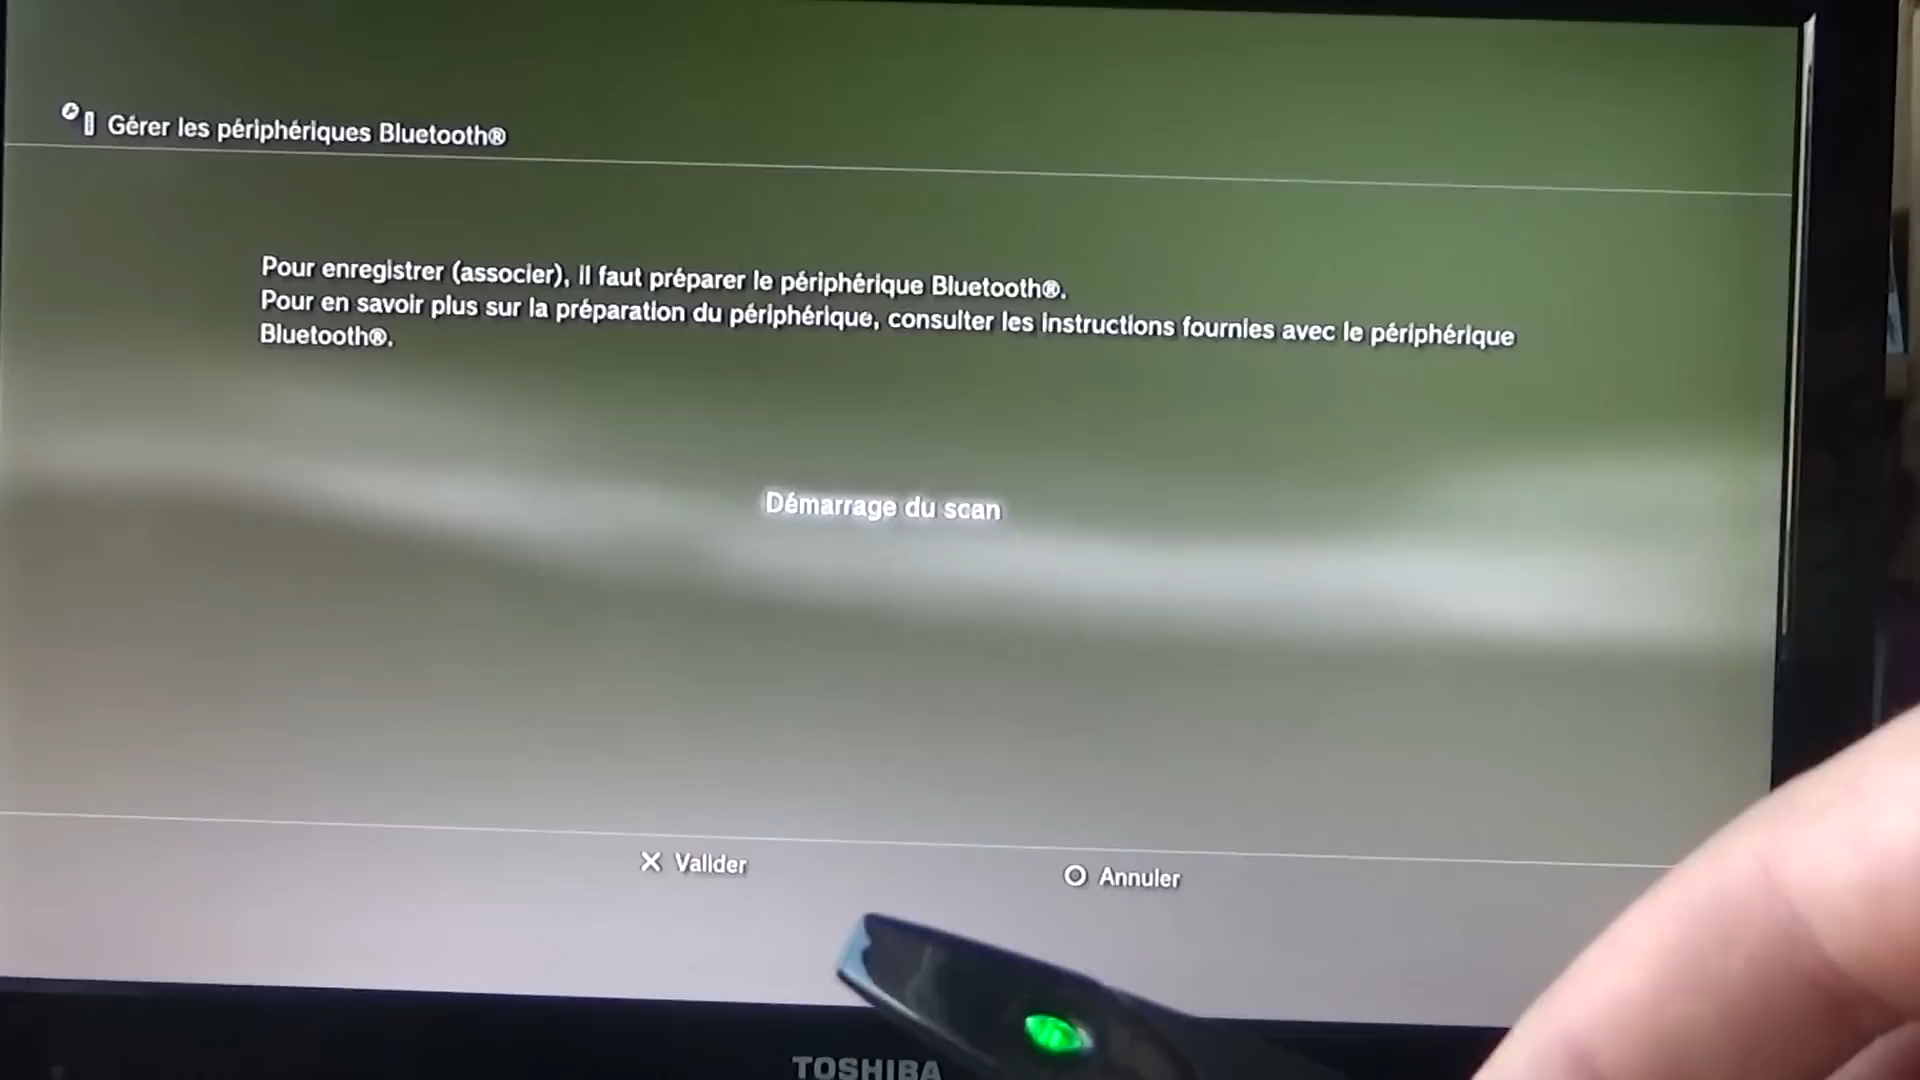 Gérer les périphériques Bluetooth®
Pour enregistrer (associer), il faut préparer le périphérique Bluetooth®.
Pour en savoir plus sur la préparation du périphérique, consulter les instructions fournies avec le périphérique
Bluetooth®.
Démarrage du scan
X Valider
O Annuler
TOSHIBA